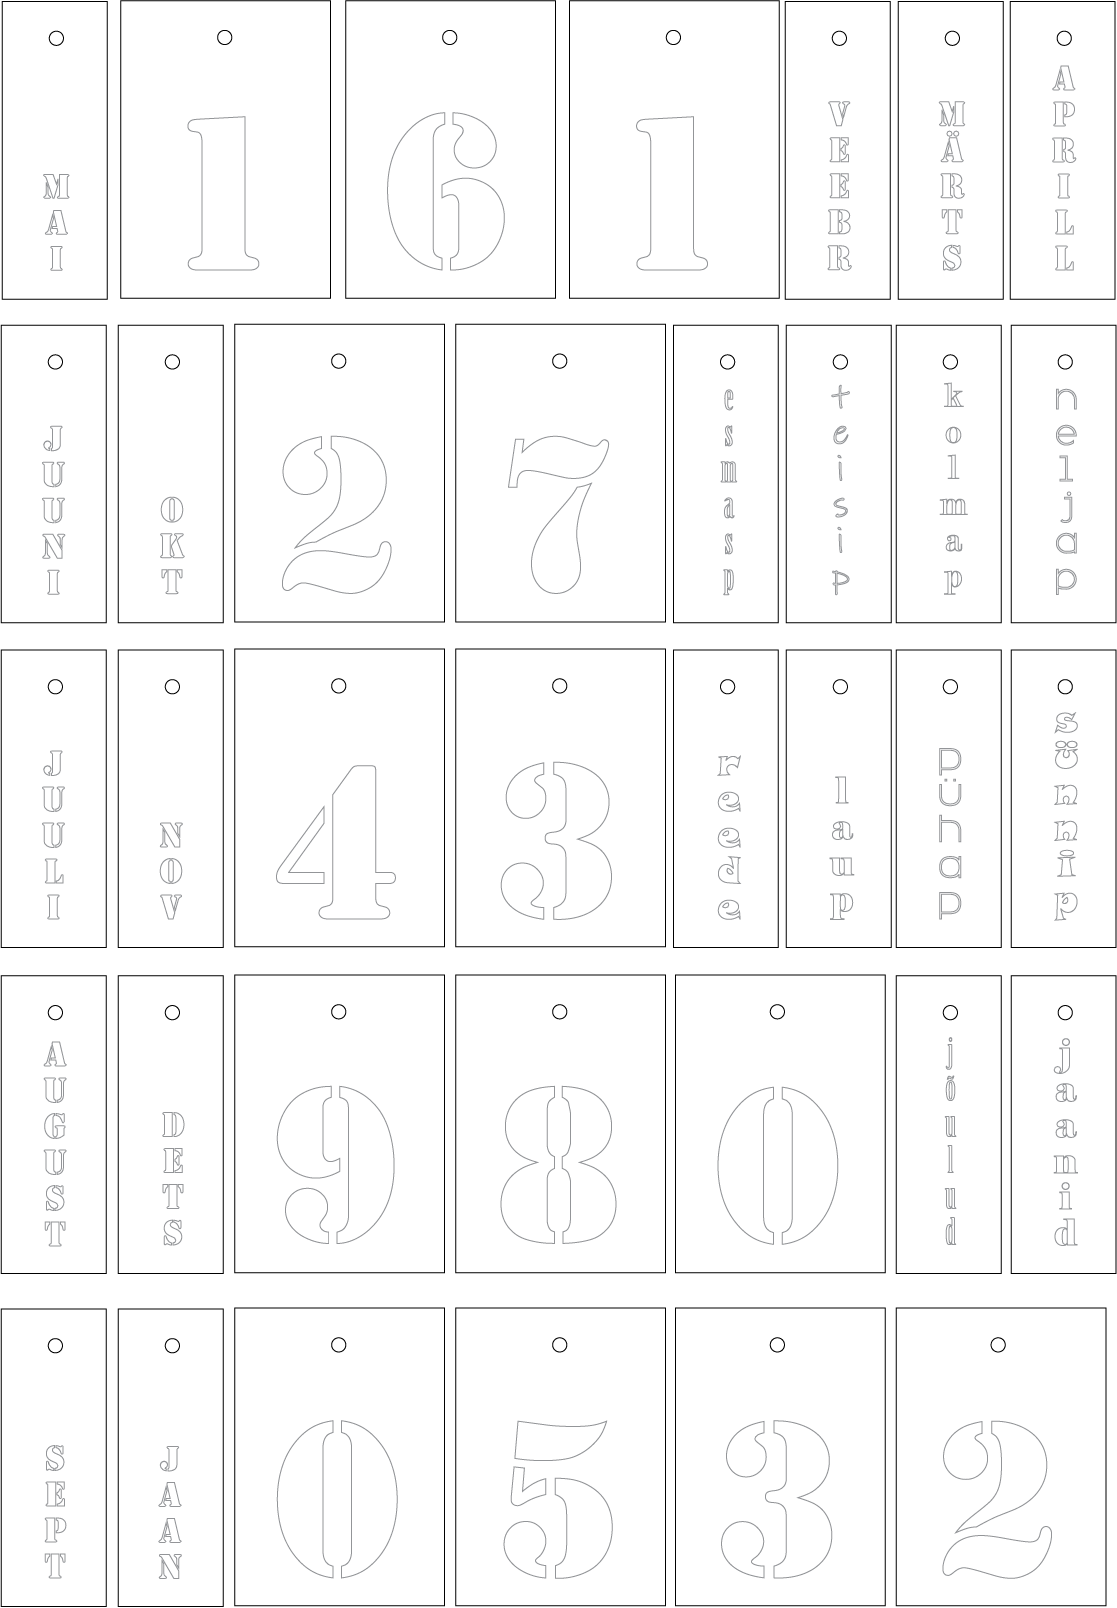 MAI
1
6
1
VEEBR
MÄRTS
APRILL
JUUNI
OKT
2
7
esmasp
teisip
kolmap
neljap
JUULI
NOV
4
3
reede
laup
pühap
sünnip
AUGUST
DETS
9
8
0
jõulud
jaanid
SEPT
JAAN
0
5
3
2